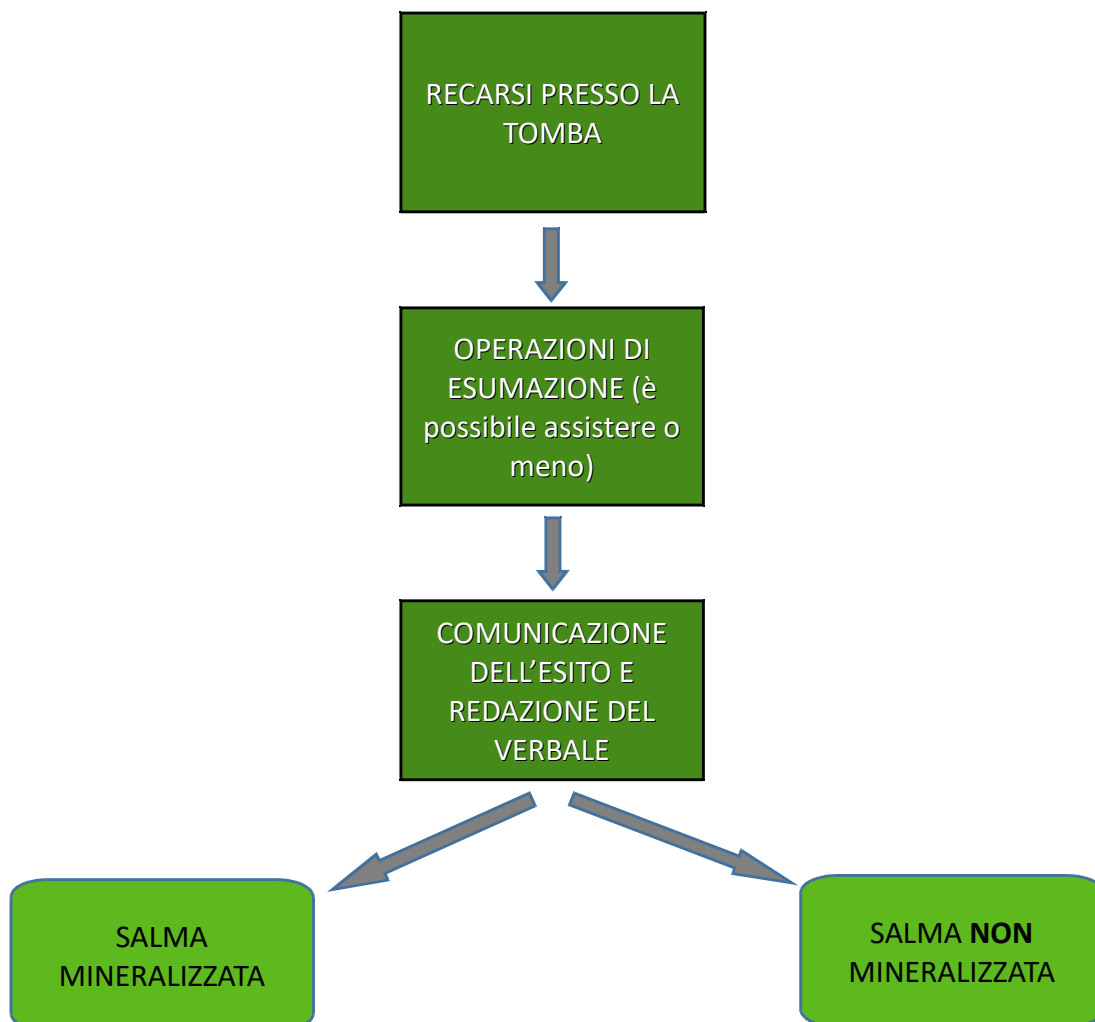 RECARSI PRESSO LA
TOMBA
OPERAZIONI DI
ESUMAZIONE (è
possibile assistere o
meno)
COMUNICAZIONE
DELL’ESITO E
REDAZIONE DEL
VERBALE
SALMA
MINERALIZZATA
SALMA NON
MINERALIZZATA